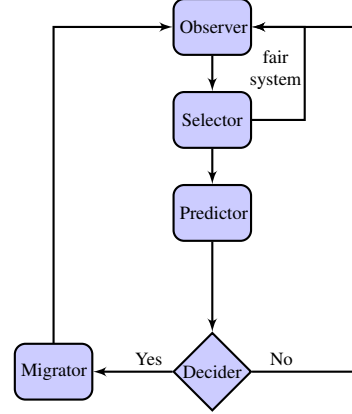 Observer
fair
system
Selector
Predictor
Migrator
Yes
Decider
No